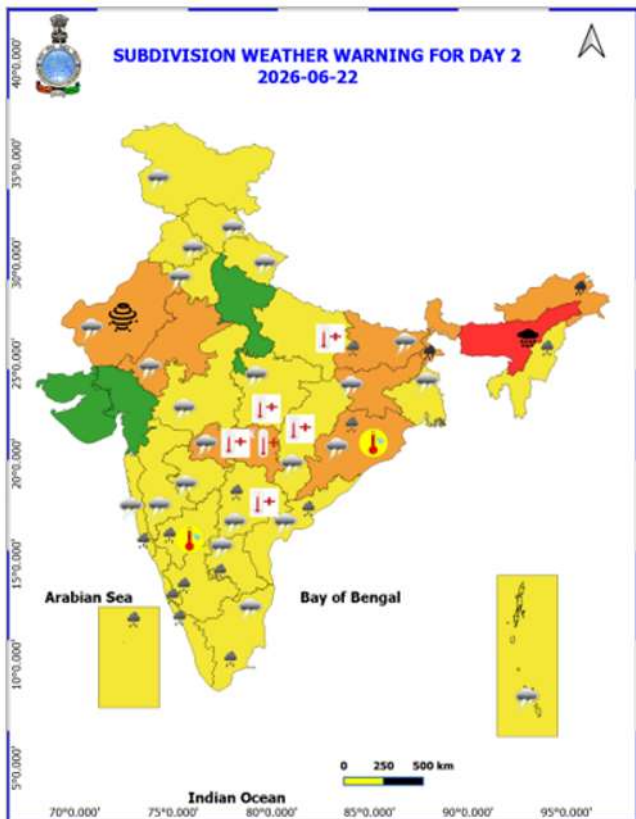 SUBDIVISION WEATHER WARNING FOR DAY 2
2026-06-22
40°0.000'
35°0.000'
30°0.000'
25°0.000'
20°0.000'
15°0.000'
10°0.000'
5°0.000'
Arabian Sea
Bay of Bengal
0 250 500 km
Indian Ocean
70°0.000' 75°0.000' 80°0.000' 85°0.000' 90°0.000' 95°0.000'